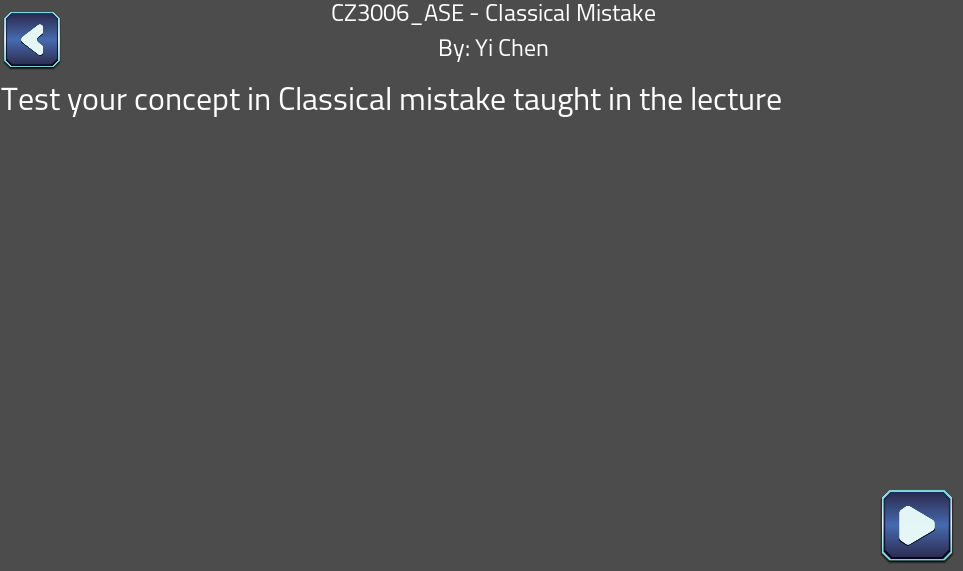 CZ3006_ASE - Classical Mistake
By: Yi Chen
Test your concept in Classical mistake taught in the lecture